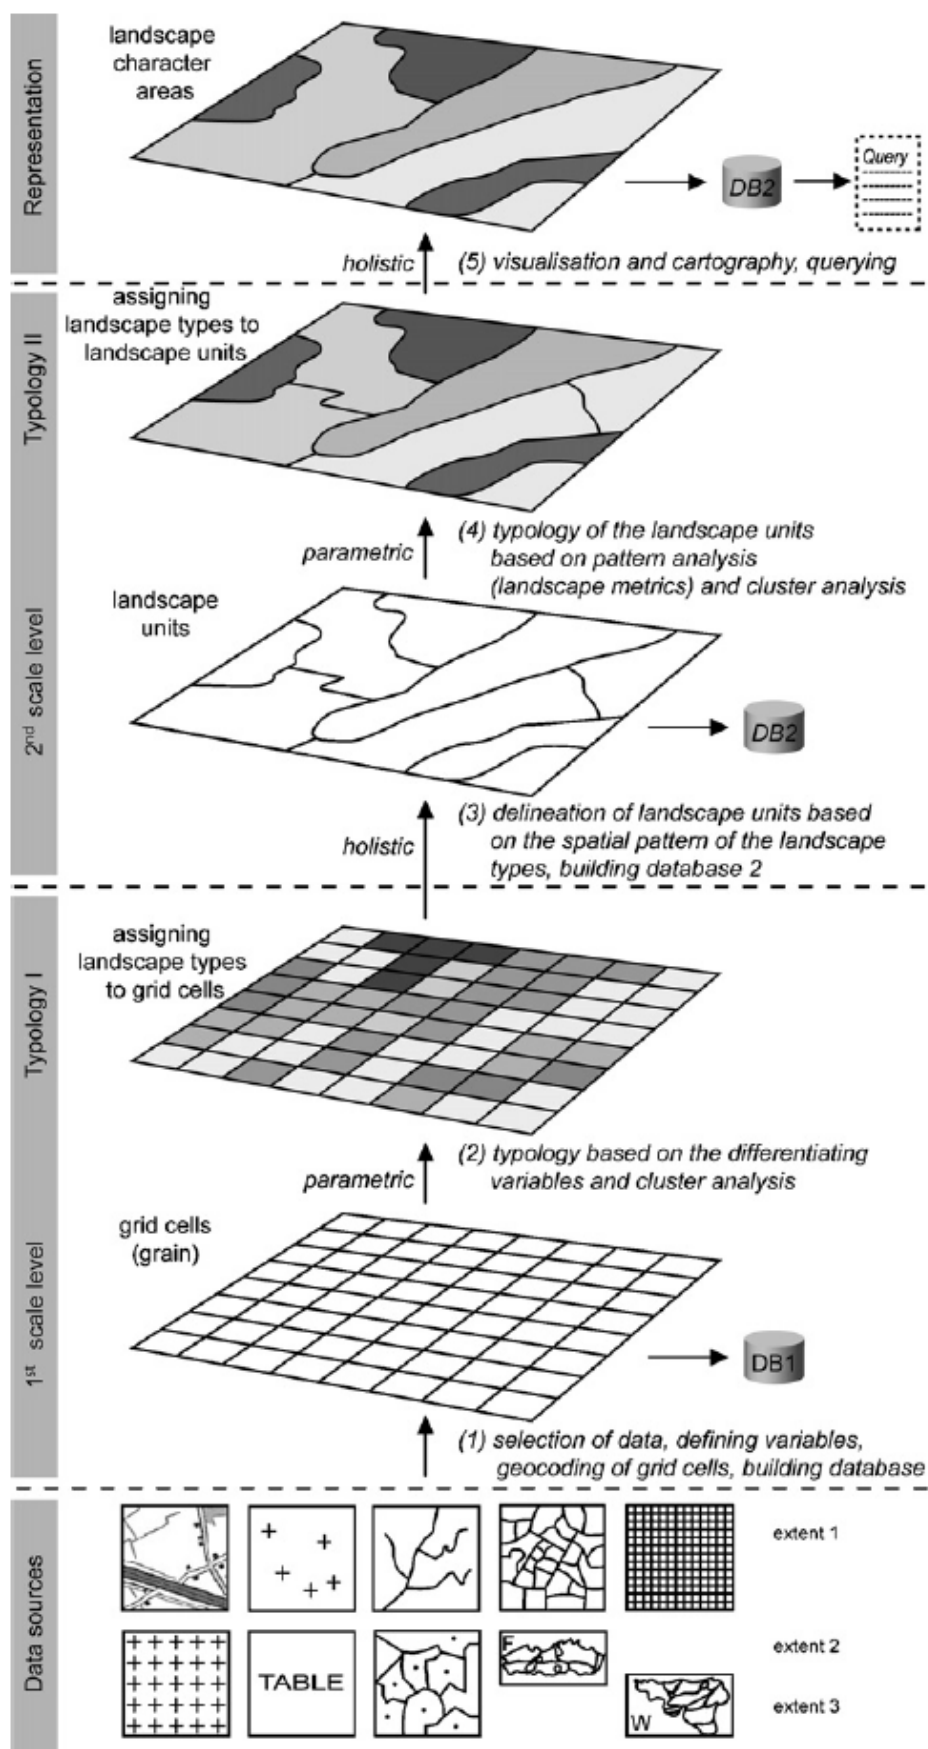 Representation
landscape
character
areas
DB2
Query
holistic
(5) visualisation and cartography, querying
Typology II
assigning
landscape types to
landscape units
parametric
(4) typology of the landscape units
based on pattern analysis
(landscape metrics) and cluster analysis
2nd scale level
landscape
units
DB2
holistic
(3) delineation of landscape units based
on the spatial pattern of the landscape
types, building database 2
Typology I
assigning
landscape types
to grid cells
parametric
(2) typology based on the differentiating
variables and cluster analysis
1st scale level
grid cells
(grain)
DB1
(1) selection of data, defining variables,
geocoding of grid cells, building database
Data sources
extent 1
TABLE
F
extent 2
W
extent 3